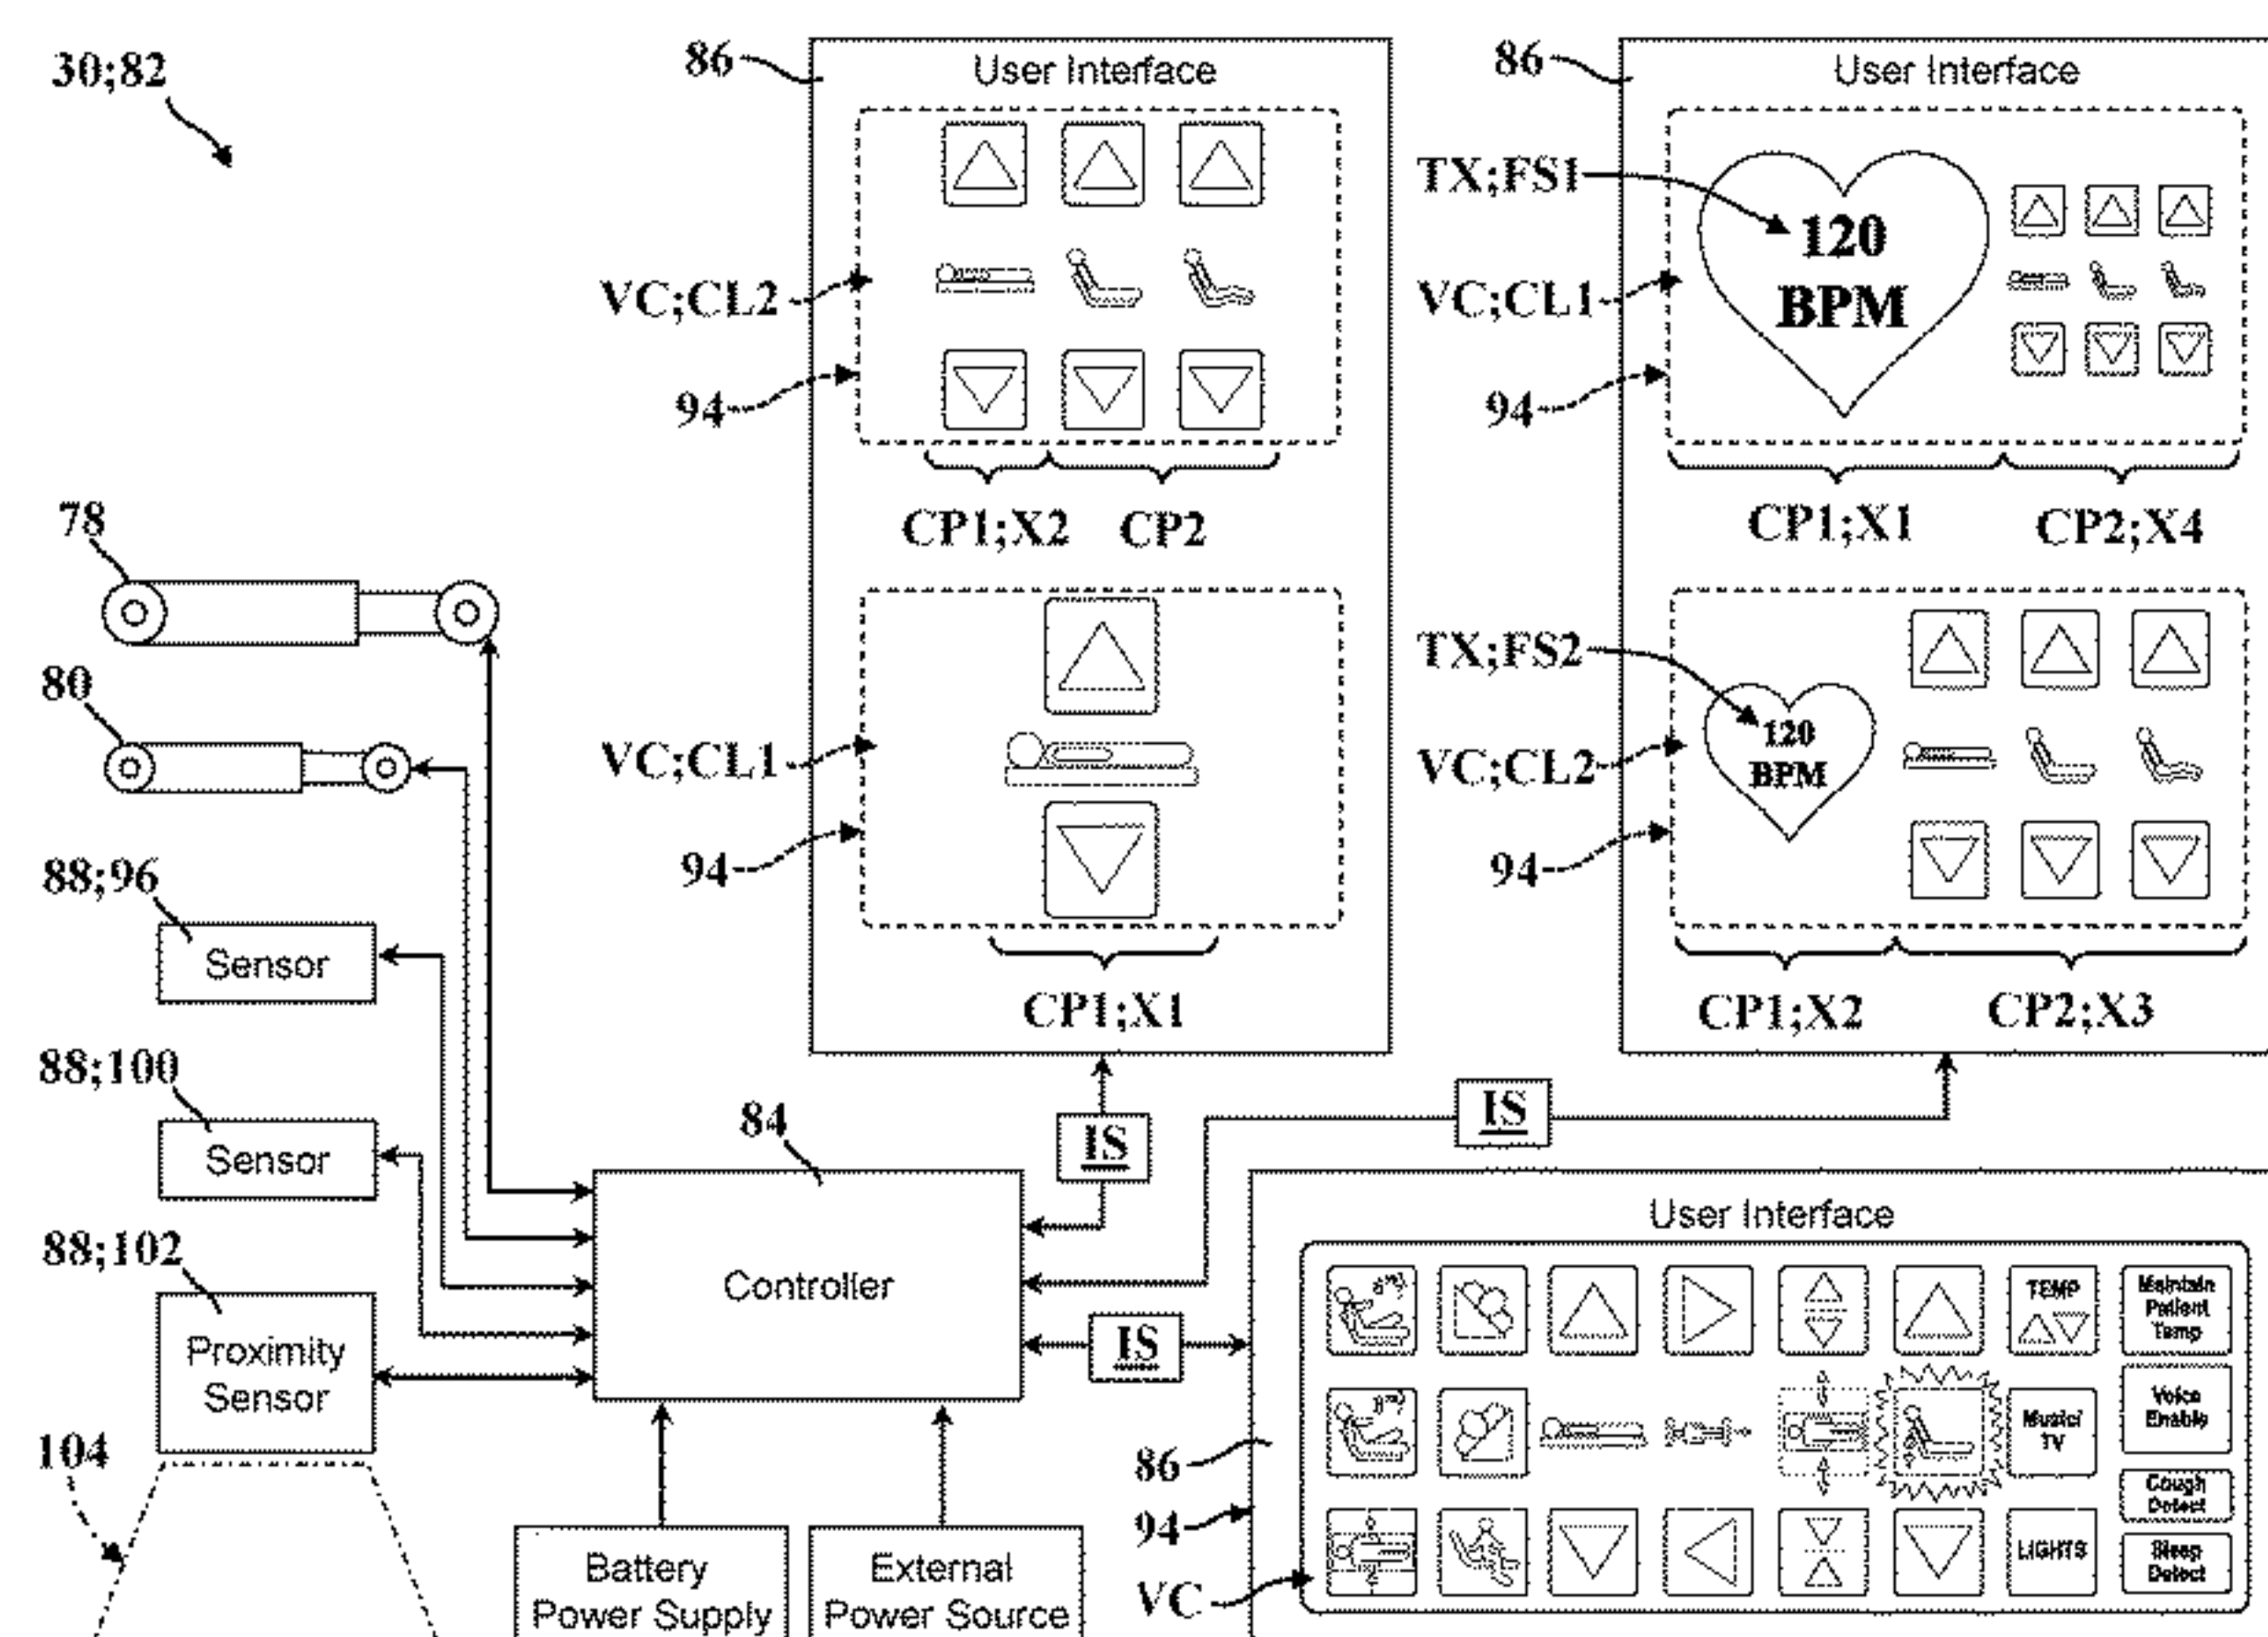 30;82
86
User Interface
VC;CL2
94
CP1;X2
CP2
VC;CL1
94
CP1;X1
86
User Interface
TX;FS1
120
BPM
VC;CL1
94
CP1;X1
CP2;X4
TX;FS2
120
BPM
VC;CL2
94
CP1;X2
CP2;X3
78
80
88;96
Sensor
88;100
Sensor
88;102
Proximity
Sensor
104
84
Controller
IS
IS
IS
Battery
Power Supply
External
Power Source
User Interface
86
94
VC
TEMP
Maintain
Patient
Temp
Music/
TV
Voice
Enable
LIGHTS
Cough
Detect
Sleep
Detect